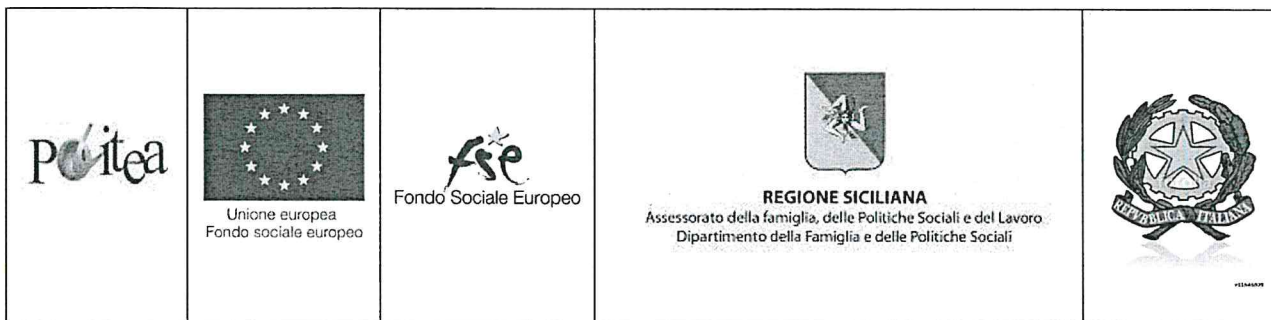 Poitea
Unione europea
Fondo sociale europeo
fse
Fondo Sociale Europeo
REGIONE SICILIANA
Assessorato della famiglia, delle Politiche Sociali e del Lavoro
Dipartimento della Famiglia e delle Politiche Sociali
REPVBBLICA ITALIANA